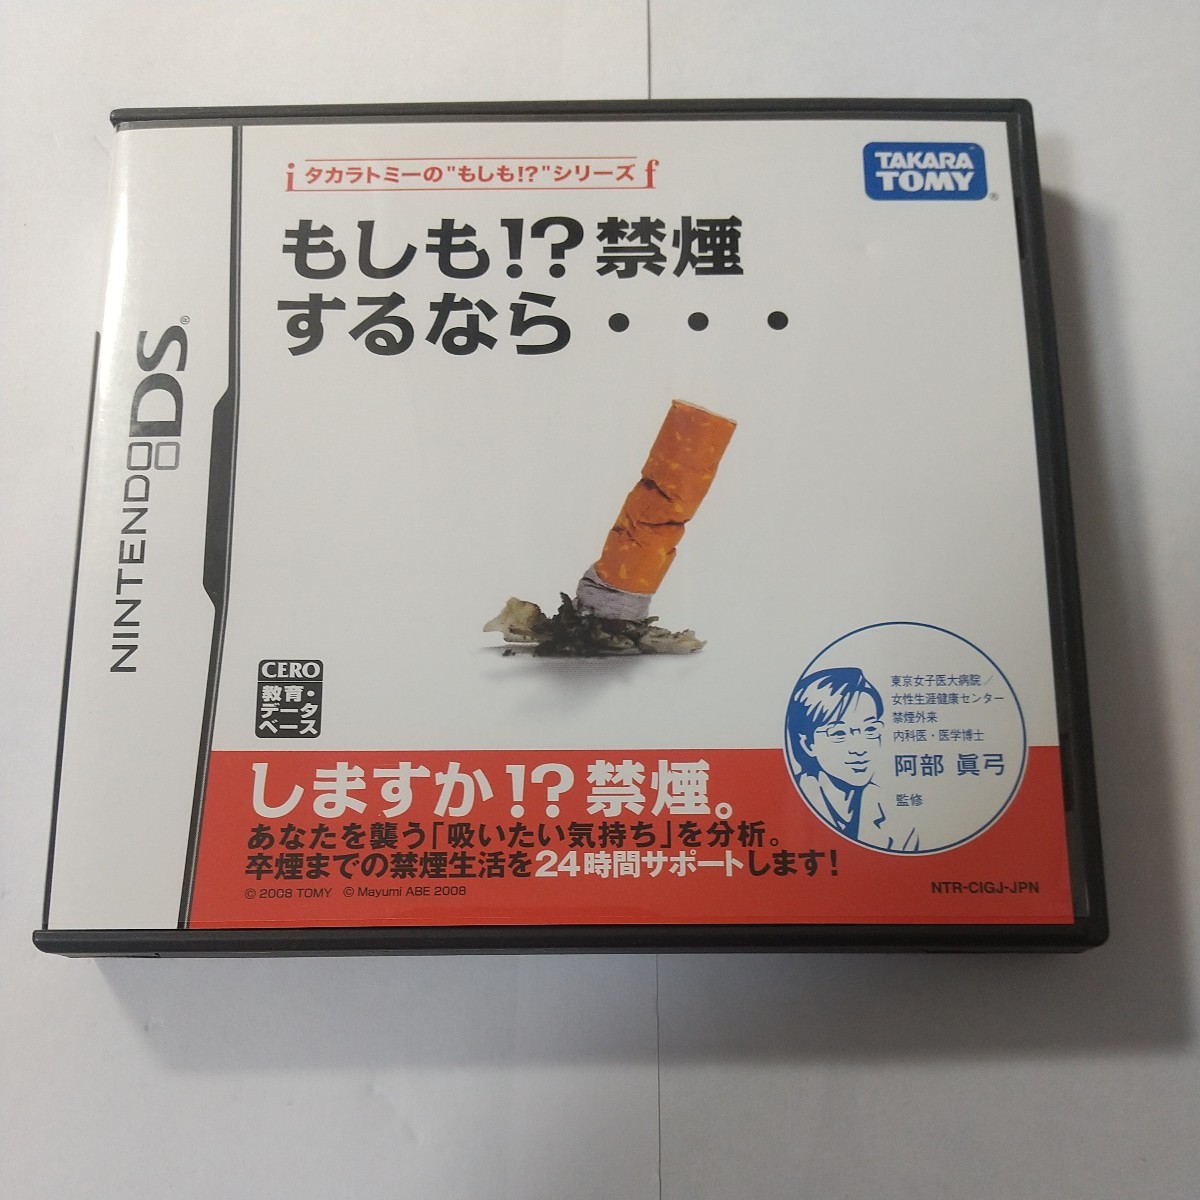 i タカラトミーの"もしも!?"シリーズ f
TAKARA
TOMY
®
もしも!?禁煙
するなら・・・
NINTENDO DS®
CERO
教育・
データ
ベース
東京女子医大病院／
女性生涯健康センター
禁煙外来
内科医・医学博士
阿部 眞弓
監修
しますか!?禁煙。
あなたを襲う「吸いたい気持ち」を分析。
卒煙までの禁煙生活を24時間サポートします!
© 2008 TOMY © Mayumi ABE 2008
NTR-CIGJ-JPN